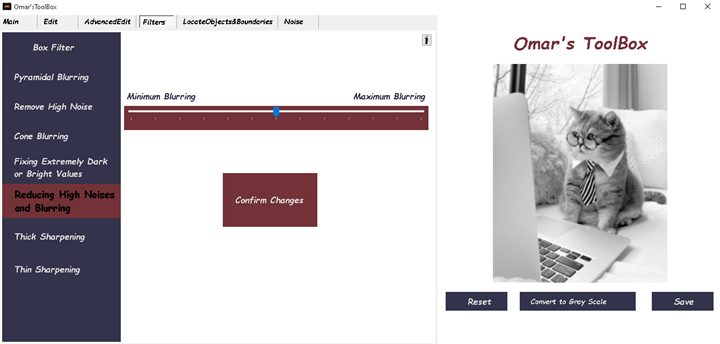 Omar'sToolBox
Main
Edit
AdvancedEdit
Filters
LocateObjects&Boundaries
Noise
Box Filter
Pyramidal Blurring
Remove High Noise
Cone Blurring
Fixing Extremely Dark
or Bright Values
Reducing High Noises
and Blurring
Thick Sharpening
Thin Sharpening
i
Minimum Blurring
Maximum Blurring
Confirm Changes
Omar's ToolBox
Reset
Convert to Gray Scale
Save